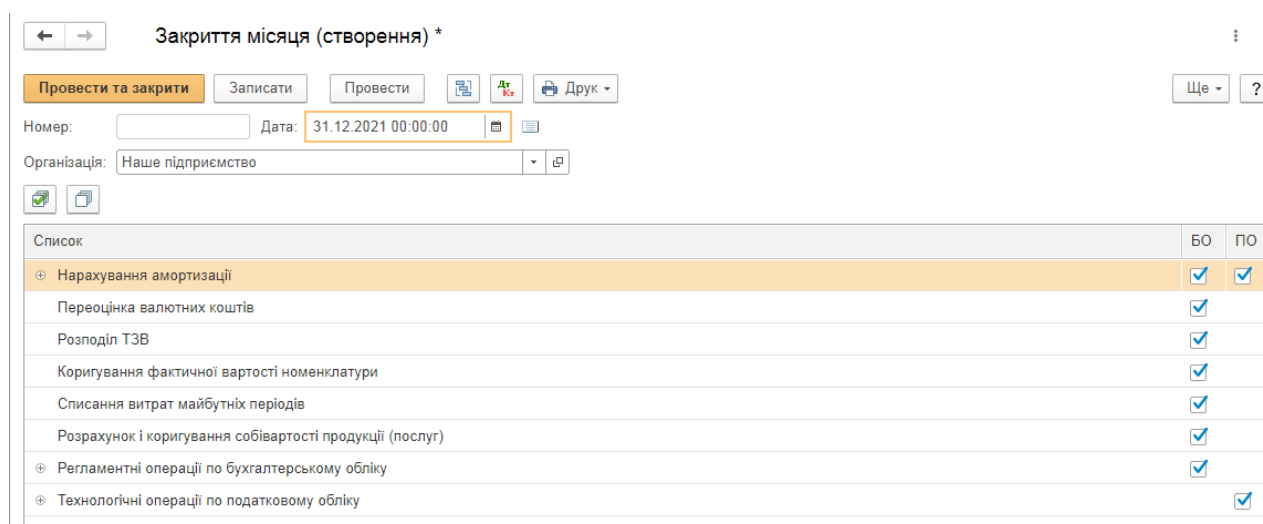 Закриття місяця (створення) *
Провести та закрити Записати Провести Дт Кт Друк Ще ?
Номер: Дата: 31.12.2021 00:00:00
Організація: Наше підприємство
Список БО ПО
Нарахування амортизації
Переоцінка валютних коштів
Розподіл ТЗВ
Коригування фактичної вартості номенклатури
Списання витрат майбутніх періодів
Розрахунок і коригування собівартості продукції (послуг)
Регламентні операції по бухгалтерському обліку
Технологічні операції по податковому обліку